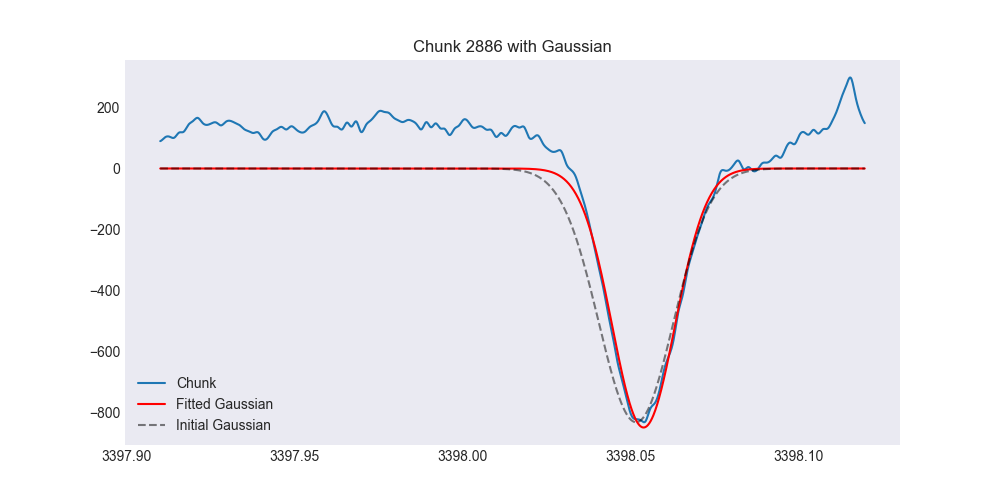 Chunk 2886 with Gaussian
200
0
−200
−400
−600
−800
Chunk
Fitted Gaussian
Initial Gaussian
3397.90 3397.95 3398.00 3398.05 3398.10